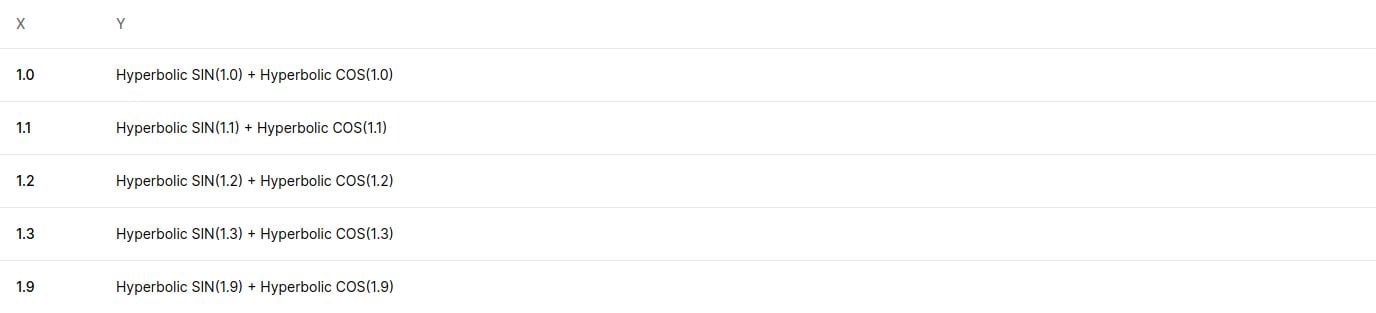 X Y
1.0 Hyperbolic SIN(1.0) + Hyperbolic COS(1.0)
1.1 Hyperbolic SIN(1.1) + Hyperbolic COS(1.1)
1.2 Hyperbolic SIN(1.2) + Hyperbolic COS(1.2)
1.3 Hyperbolic SIN(1.3) + Hyperbolic COS(1.3)
1.9 Hyperbolic SIN(1.9) + Hyperbolic COS(1.9)